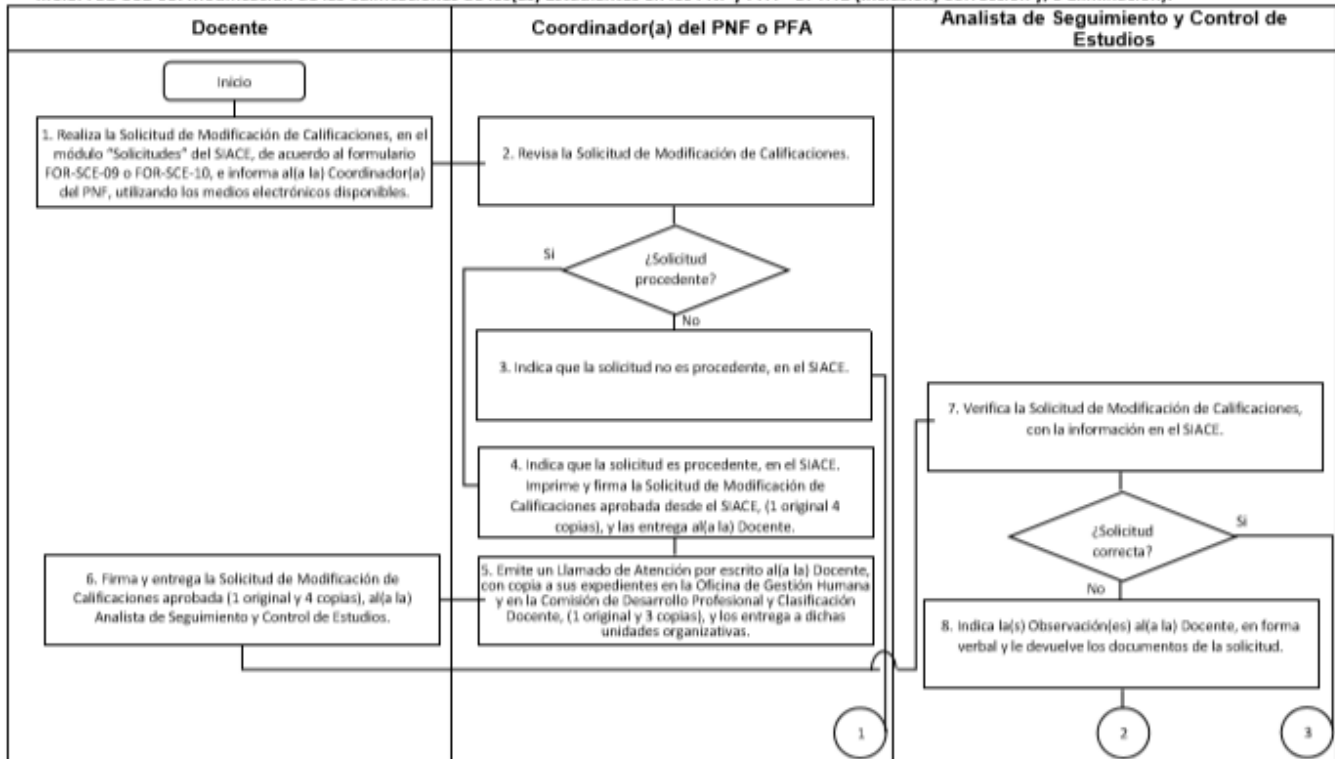 Docente
Coordinador(a) del PNF o PFA
Analista de Seguimiento y Control de
Estudios
Inicio
1. Realiza la Solicitud de Modificación de Calificaciones, en el
módulo "Solicitudes" del SIACE, de acuerdo al formulario
FOR-SCE-09 o FOR-SCE-10, e informa al(a la) Coordinador(a)
del PNF, utilizando los medios electrónicos disponibles.
2. Revisa la Solicitud de Modificación de Calificaciones.
¿Solicitud
procedente?
Si
No
3. Indica que la solicitud no es procedente, en el SIACE.
4. Indica que la solicitud es procedente, en el SIACE.
Imprime y firma la Solicitud de Modificación de
Calificaciones aprobada desde el SIACE, (1 original 4
copias), y las entrega al(a la) Docente.
5. Emite un Llamado de Atención por escrito al(a la) Docente,
con copia a sus expedientes en la Oficina de Gestión Humana
y en la Comisión de Desarrollo Profesional y Clasificación
Docente, (1 original y 3 copias), y los entrega a dichas
unidades organizativas.
6. Firma y entrega la Solicitud de Modificación de
Calificaciones aprobada (1 original y 4 copias), al(a la)
Analista de Seguimiento y Control de Estudios.
7. Verifica la Solicitud de Modificación de Calificaciones,
con la información en el SIACE.
¿Solicitud
correcta?
Si
No
8. Indica la(s) Observación(es) al(a la) Docente, en forma
verbal y le devuelve los documentos de la solicitud.
1
2
3